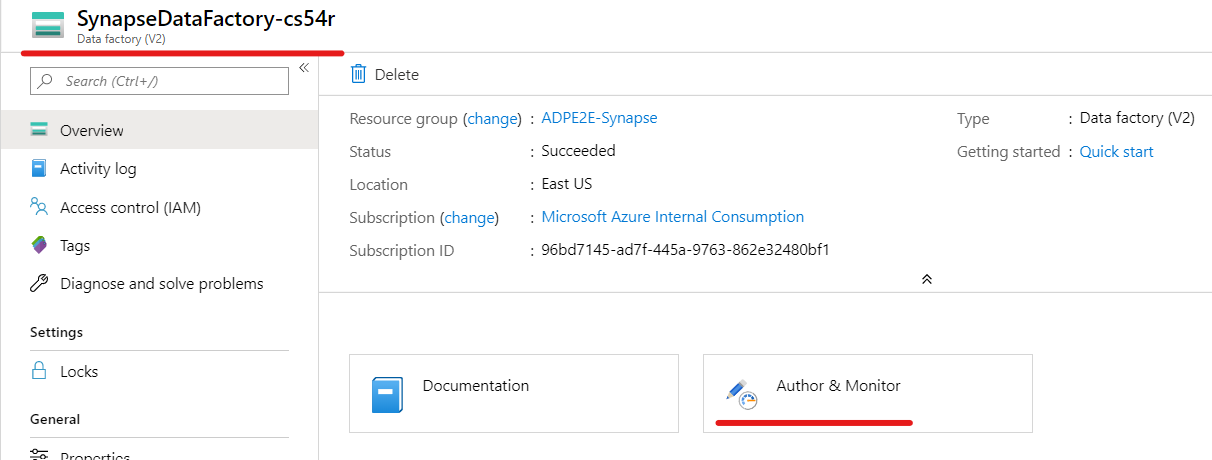 SynapseDataFactory-cs54r
Data factory (V2)
Search (Ctrl+/)
«
Overview
Activity log
Access control (IAM)
Tags
Diagnose and solve problems
Settings
Locks
General
Properties
Delete
Resource group (change) : ADPE2E-Synapse
Status : Succeeded
Location : East US
Subscription (change) : Microsoft Azure Internal Consumption
Subscription ID : 96bd7145-ad7f-445a-9763-862e32480bf1
Type : Data factory (V2)
Getting started : Quick start
Documentation
Author & Monitor